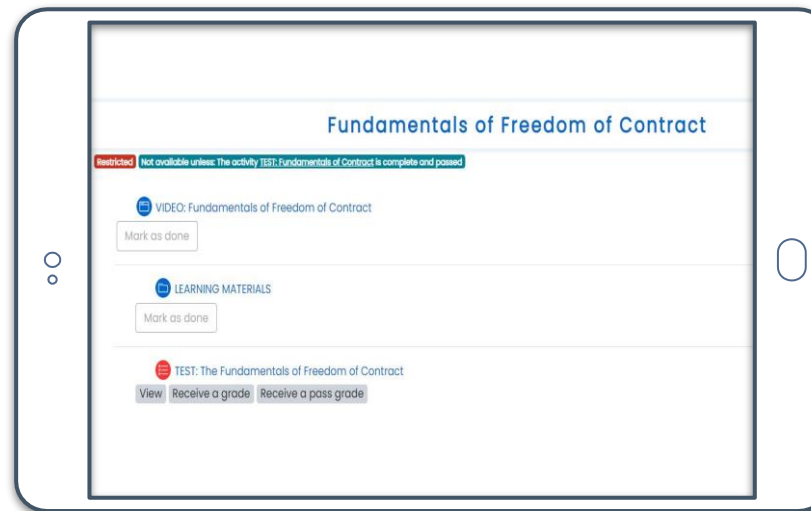 Fundamentals of Freedom of Contract
Restricted Not available unless: The activity TEST: Fundamentals of Contract is complete and passed
VIDEO: Fundamentals of Freedom of Contract
Mark as done
LEARNING MATERIALS
Mark as done
TEST: The Fundamentals of Freedom of Contract
View Receive a grade Receive a pass grade